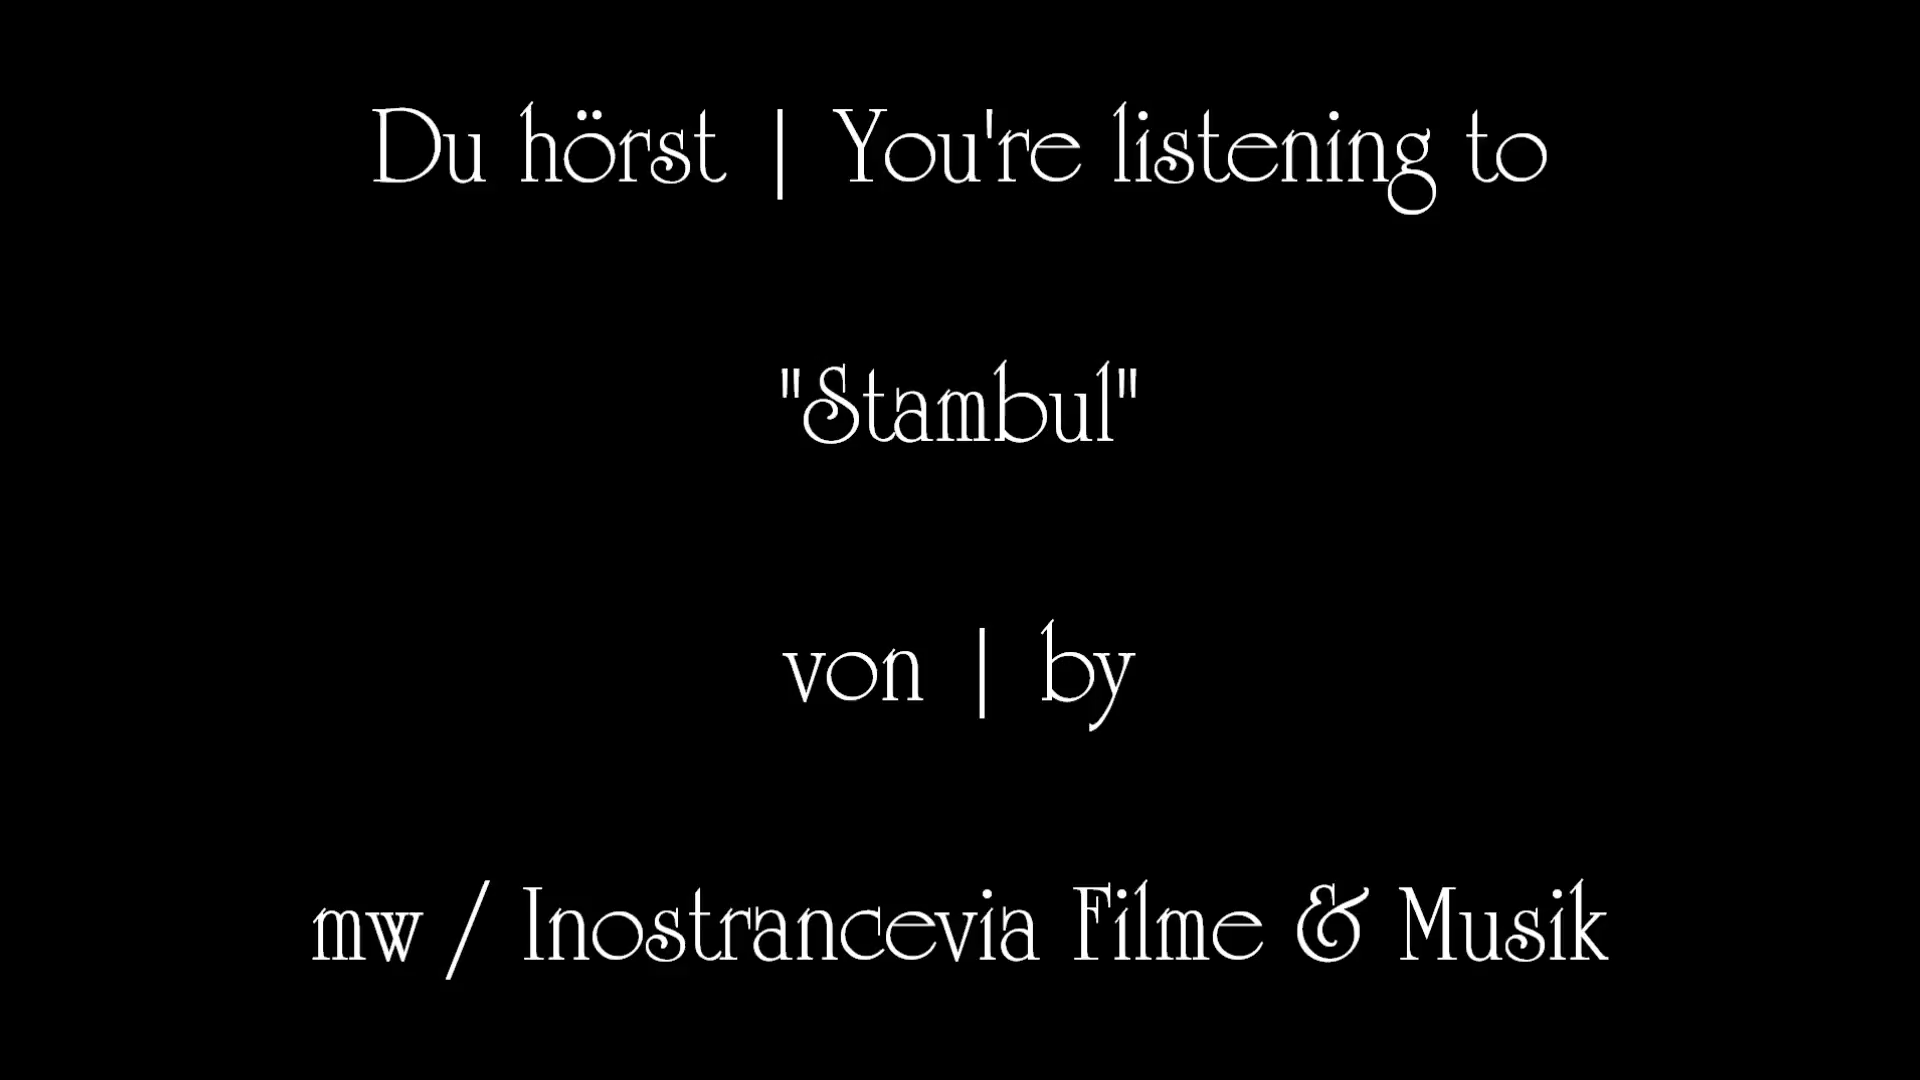 Du hörst | You're listening to
"Stambul"
von | by
mw / Inostrancevia Filme & Musik